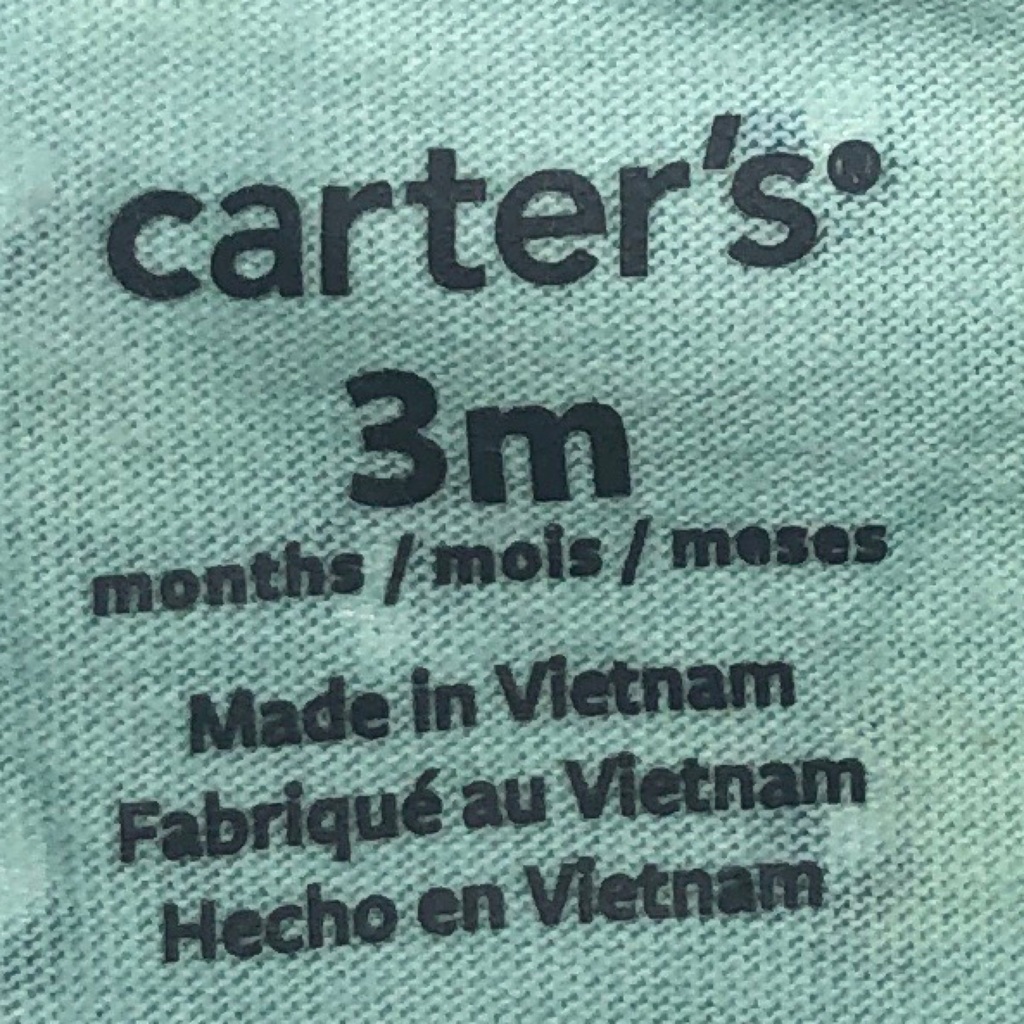 carter's®
3m
months / mois / meses
Made in Vietnam
Fabriqué au Vietnam
Hecho en Vietnam